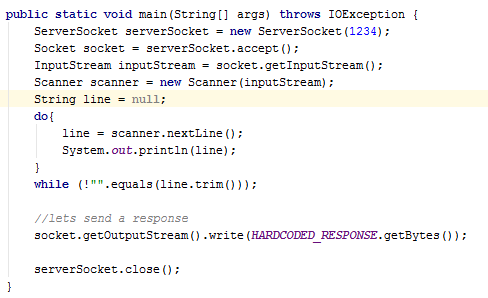 public static void main(String[] args) throws IOException {
    ServerSocket serverSocket = new ServerSocket(1234);
    Socket socket = serverSocket.accept();
    InputStream inputStream = socket.getInputStream();
    Scanner scanner = new Scanner(inputStream);
    String line = null;
    do{
        line = scanner.nextLine();
        System.out.println(line);
    }
    while (!"".equals(line.trim()));
    //lets send a response
    socket.getOutputStream().write(HARDCODED_RESPONSE.getBytes());
    serverSocket.close();
}